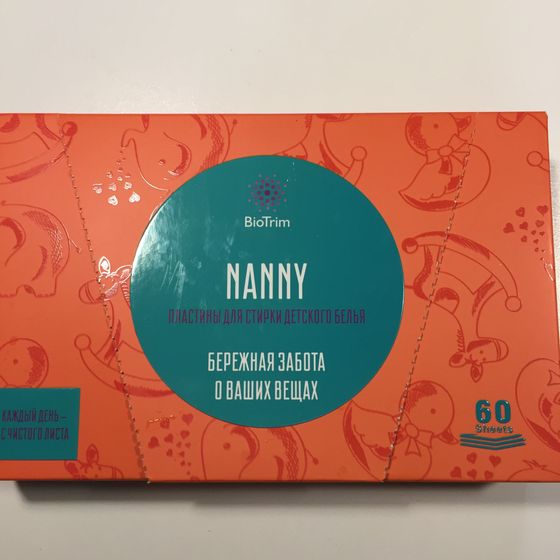 BioTrim
NANNY
ПЛАСТИНЫ ДЛЯ СТИРКИ ДЕТСКОГО БЕЛЬЯ
БЕРЕЖНАЯ ЗАБОТА
О ВАШИХ ВЕЩАХ
КАЖДЫЙ ДЕНЬ –
С ЧИСТОГО ЛИСТА
60
Sheets